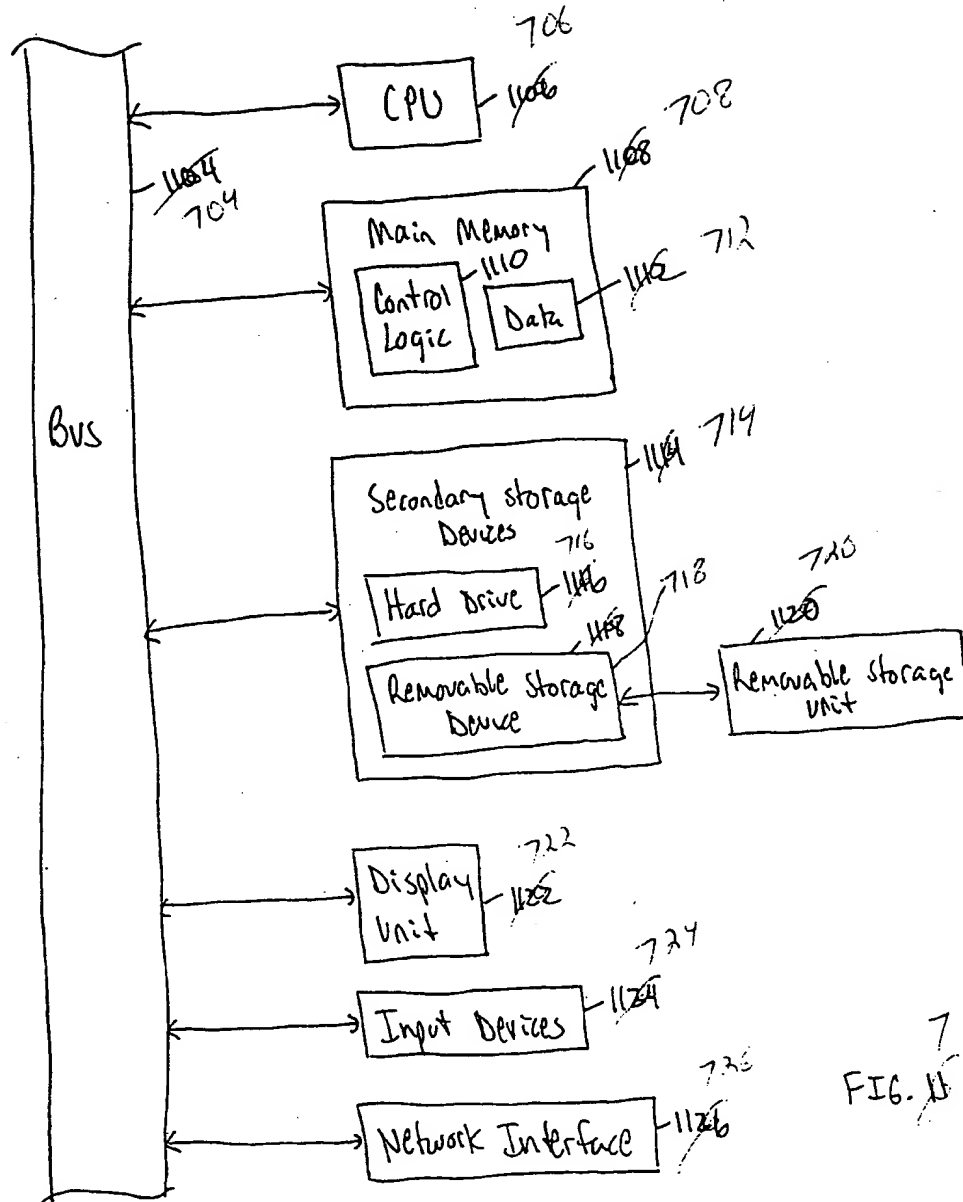 706
CPU
1106
1104
704
708
1108
Main Memory
1110
712
Control
Logic
Data
1112
Bus
714
1114
Secondary Storage
Devices
716
Hard Drive
1116
718
1118
720
1120
Removable Storage
Device
Removable Storage
Unit
722
Display
Unit
1122
724
Input Devices
1124
726
Network Interface
1126
7
FIG. 11